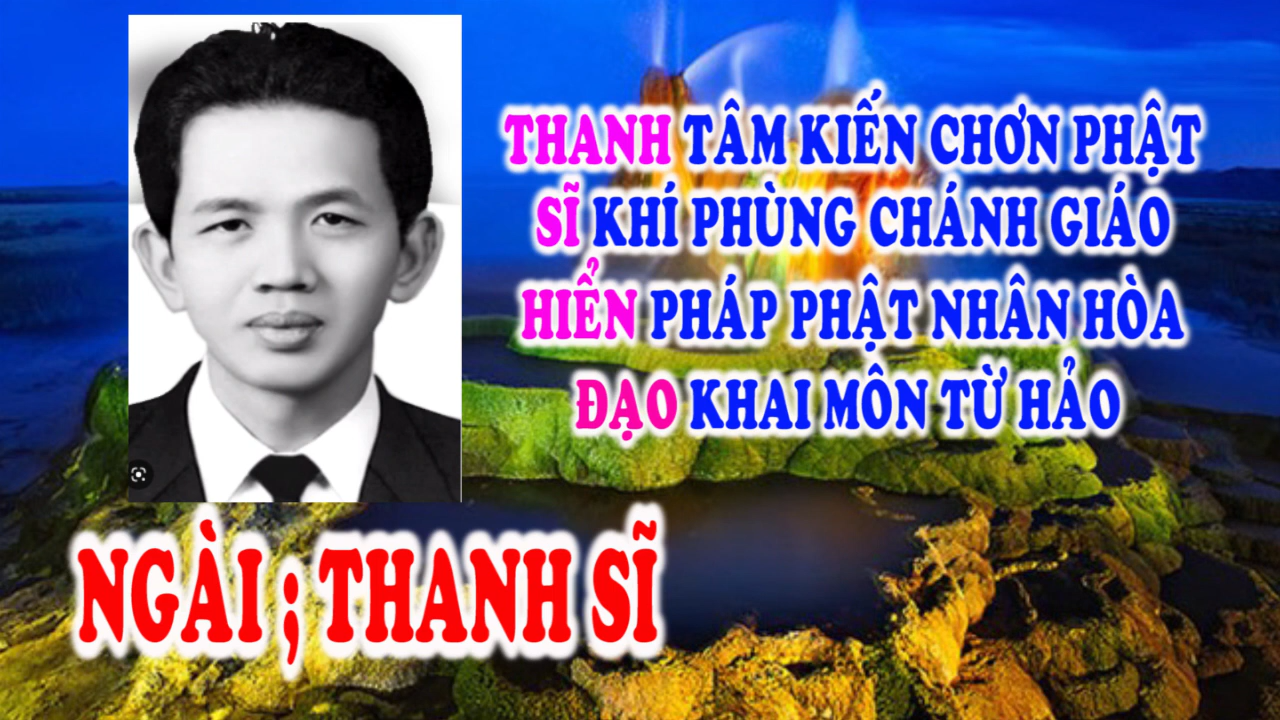 THANH TÂM KIẾN CHƠN PHẬT
SĨ KHÍ PHÙNG CHÁNH GIÁO
HIỂN PHÁP PHẬT NHÂN HÒA
ĐẠO KHAI MÔN TỪ HẢO
NGÀI ; THANH SĨ